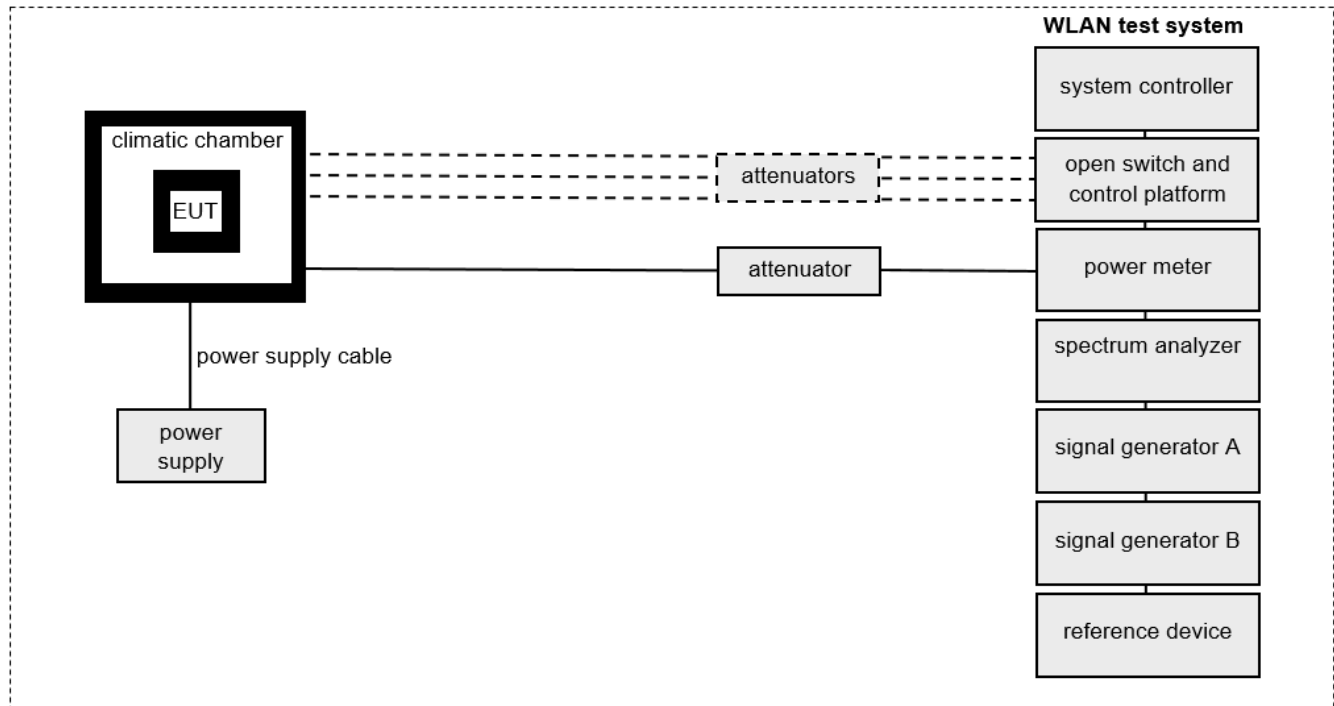 WLAN test system
system controller
climatic chamber
EUT
attenuators
open switch and
control platform
attenuator
power meter
power supply cable
spectrum analyzer
power
supply
signal generator A
signal generator B
reference device